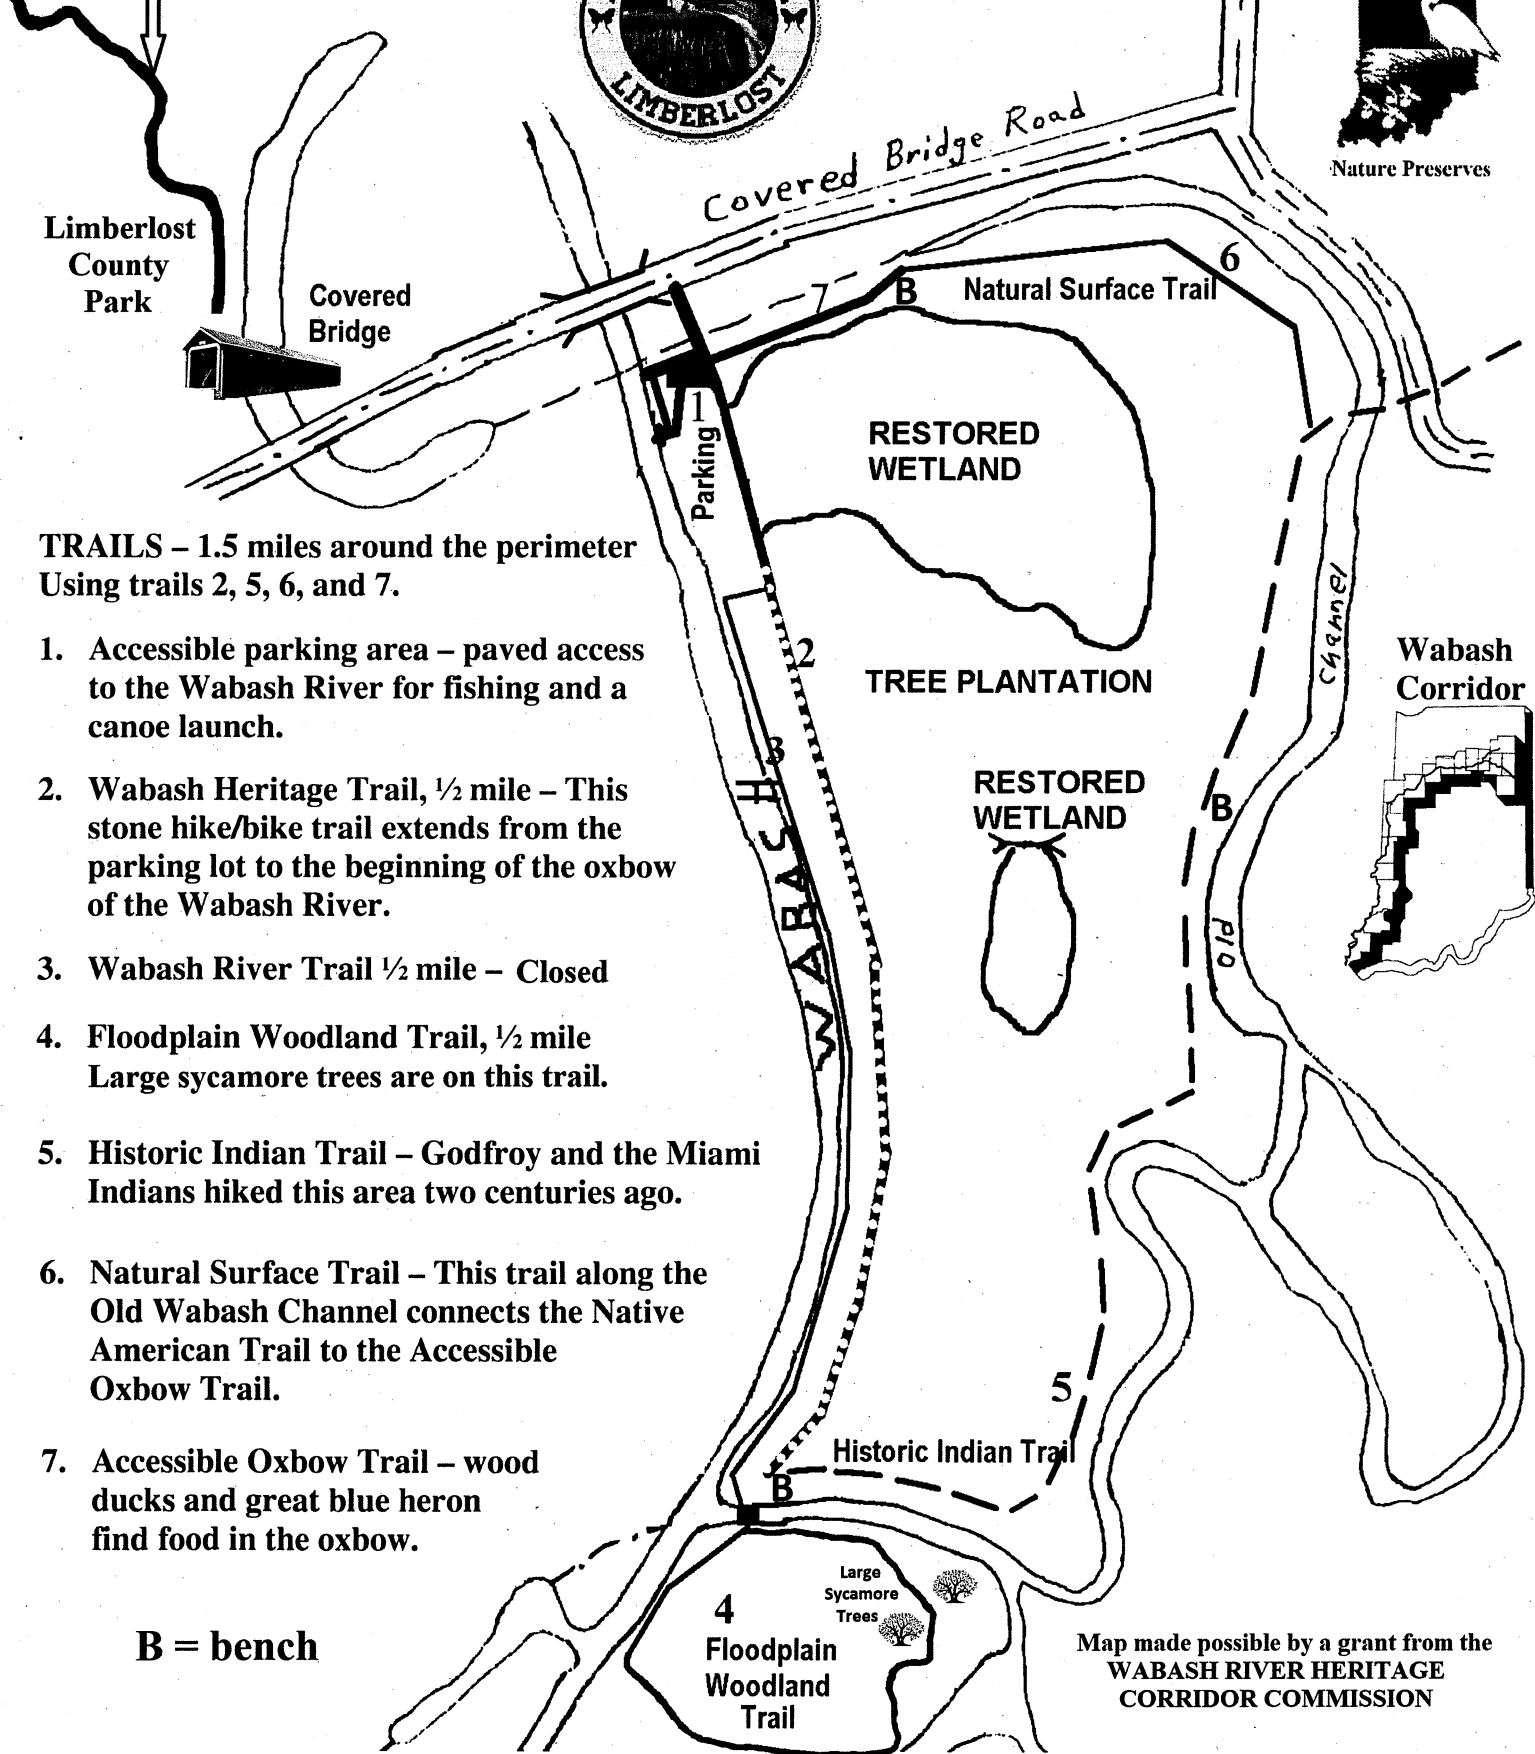 LIMBERLOST
Nature Preserves
Covered Bridge Road
Limberlost
County
Park
Covered
Bridge
6
Natural Surface Trail
7
B
1
Parking
RESTORED
WETLAND
TRAILS – 1.5 miles around the perimeter
Using trails 2, 5, 6, and 7.
1. Accessible parking area – paved access
to the Wabash River for fishing and a
canoe launch.
2. Wabash Heritage Trail, ½ mile – This
stone hike/bike trail extends from the
parking lot to the beginning of the oxbow
of the Wabash River.
3. Wabash River Trail ½ mile – Closed
4. Floodplain Woodland Trail, ½ mile
Large sycamore trees are on this trail.
5. Historic Indian Trail – Godfroy and the Miami
Indians hiked this area two centuries ago.
6. Natural Surface Trail – This trail along the
Old Wabash Channel connects the Native
American Trail to the Accessible
Oxbow Trail.
7. Accessible Oxbow Trail – wood
ducks and great blue heron
find food in the oxbow.
B = bench
2
TREE PLANTATION
3
WABASH
RESTORED
WETLAND
B
Old Channel
Wabash
Corridor
5
Historic Indian Trail
B
Large
Sycamore
Trees
4
Floodplain
Woodland
Trail
Map made possible by a grant from the
WABASH RIVER HERITAGE
CORRIDOR COMMISSION